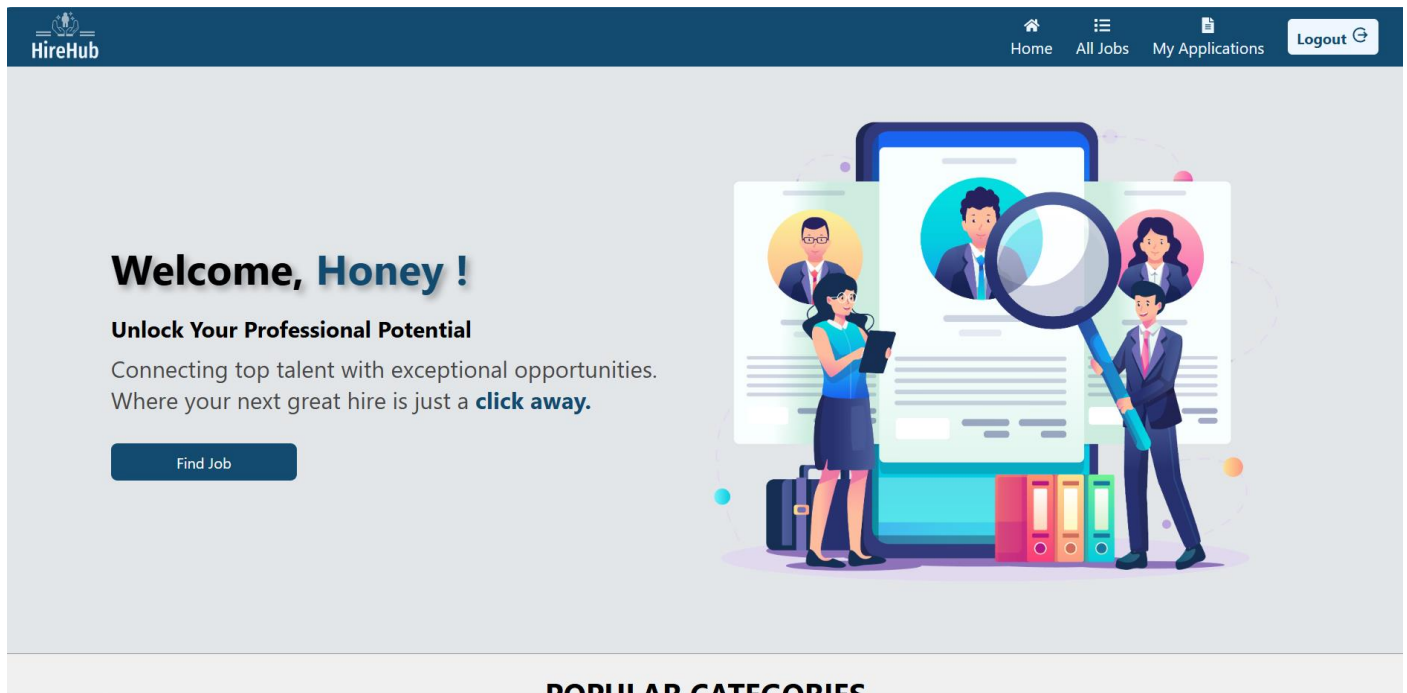 HireHub
Home All Jobs My Applications Logout
Welcome, Honey !
Unlock Your Professional Potential
Connecting top talent with exceptional opportunities.
Where your next great hire is just a click away.
Find Job
POPULAR CATEGORIES